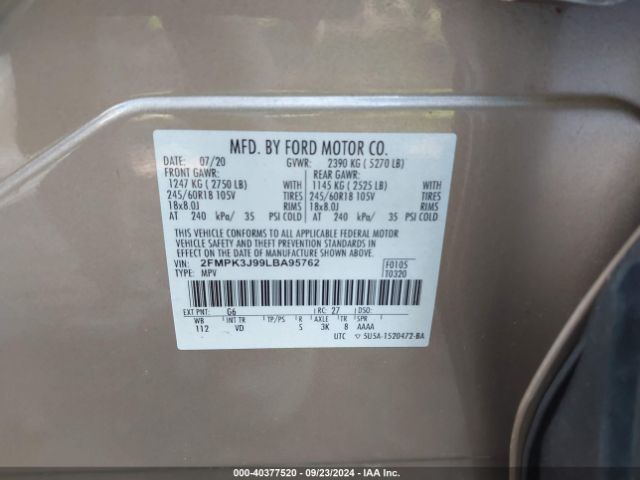 MFD. BY FORD MOTOR CO.
DATE: 07/20 GVWR: 2390 KG ( 5270 LB)
FRONT GAWR: REAR GAWR:
1247 KG ( 2750 LB) WITH 1145 KG ( 2525 LB) WITH
245/60R18 105V TIRES 245/60R18 105V TIRES
18x8.0J RIMS 18x8.0J RIMS
AT 240 kPa/ 35 PSI COLD AT 240 kPa/ 35 PSI COLD
THIS VEHICLE CONFORMS TO ALL APPLICABLE FEDERAL MOTOR
VEHICLE SAFETY AND THEFT PREVENTION STANDARDS IN
EFFECT ON THE DATE OF MANUFACTURE SHOWN ABOVE.
VIN: 2FMPK3J99LBA95762 F0105
TYPE: MPV T0320
EXT PNT: G6 RC: 27 DSO:
WB INT TR TP/PS R AXLE TR SPR
112 VD S 3K 8 AAAA
UTC ▽ 5U5A-1520472-BA
000-40377520 - 09/23/2024 - IAA Inc.